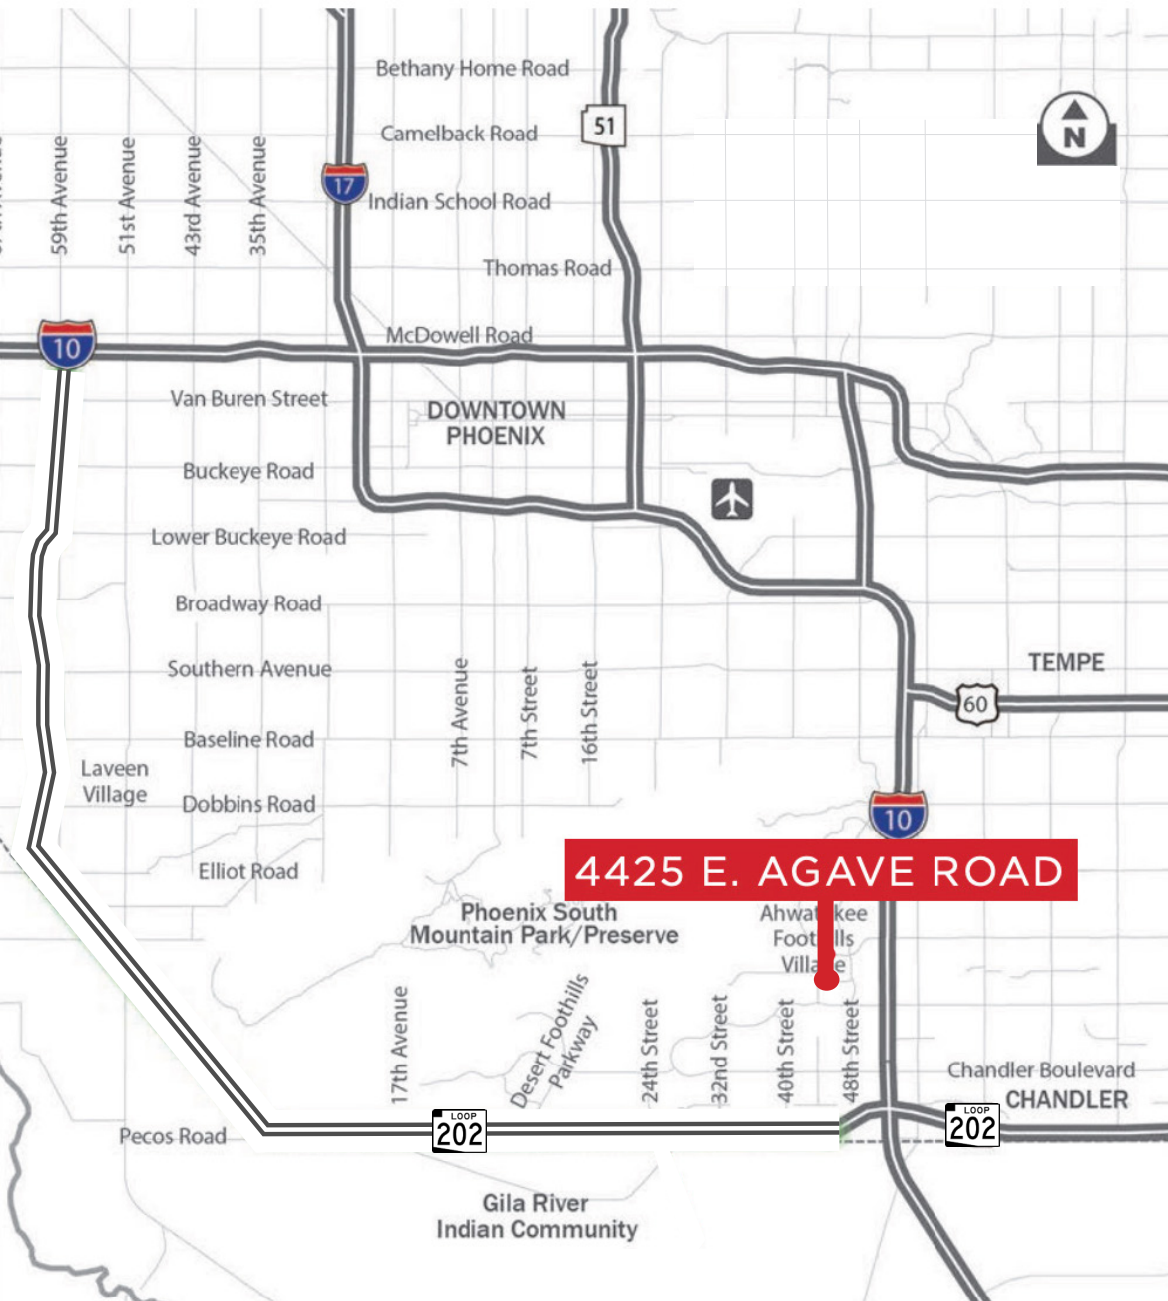 Bethany Home Road
51
N
Camelback Road
59th Avenue
51st Avenue
43rd Avenue
35th Avenue
17
Indian School Road
Thomas Road
10
McDowell Road
Van Buren Street
DOWNTOWN
PHOENIX
Buckeye Road
Lower Buckeye Road
Broadway Road
Southern Avenue
7th Avenue
7th Street
16th Street
TEMPE
60
Baseline Road
Laveen
Village
Dobbins Road
10
Elliot Road
4425 E. AGAVE ROAD
Phoenix South
Mountain Park/Preserve
Ahwatukee
Foothills
Village
17th Avenue
Desert Foothills
Parkway
24th Street
32nd Street
40th Street
48th Street
Chandler Boulevard
CHANDLER
Pecos Road
LOOP
202
LOOP
202
Gila River
Indian Community